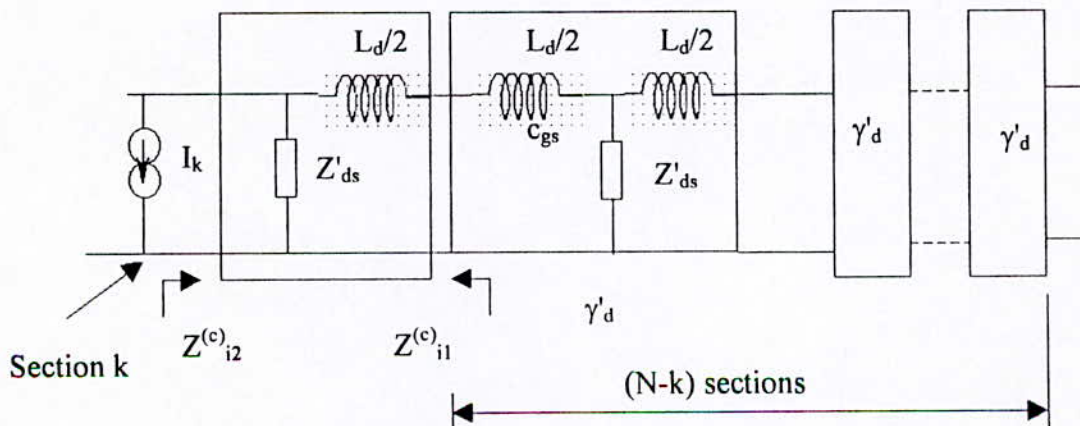 L_d/2
L_d/2 L_d/2
I_k
Z'_ds
c_gs
Z'_ds
γ'_d
γ'_d
Z^(c)_i2
Z^(c)_i1
γ'_d
Section k
(N-k) sections